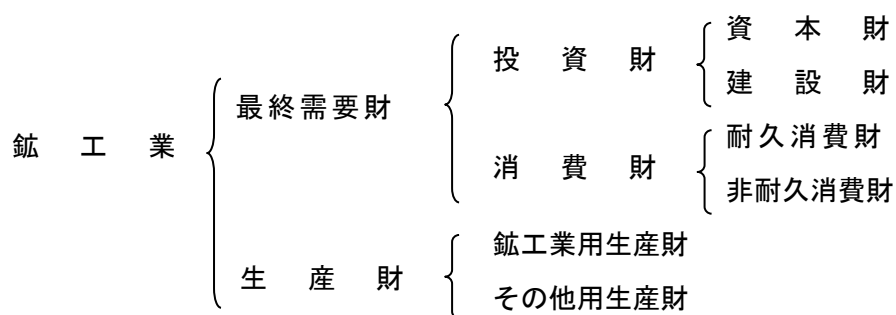 鉱工業
最終需要財
投資財
資本財
建設財
消費財
耐久消費財
非耐久消費財
生産財
鉱工業用生産財
その他用生産財